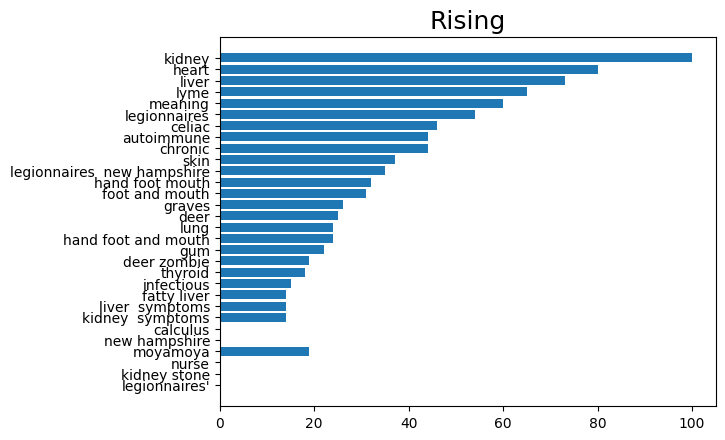 Rising
kidney
heart
liver
lyme
meaning
legionnaires
celiac
autoimmune
chronic
skin
legionnaires  new hampshire
hand foot mouth
foot and mouth
graves
deer
lung
hand foot and mouth
gum
deer zombie
thyroid
infectious
fatty liver
liver  symptoms
kidney  symptoms
calculus
new hampshire
moyamoya
nurse
kidney stone
legionnaires'
0 20 40 60 80 100